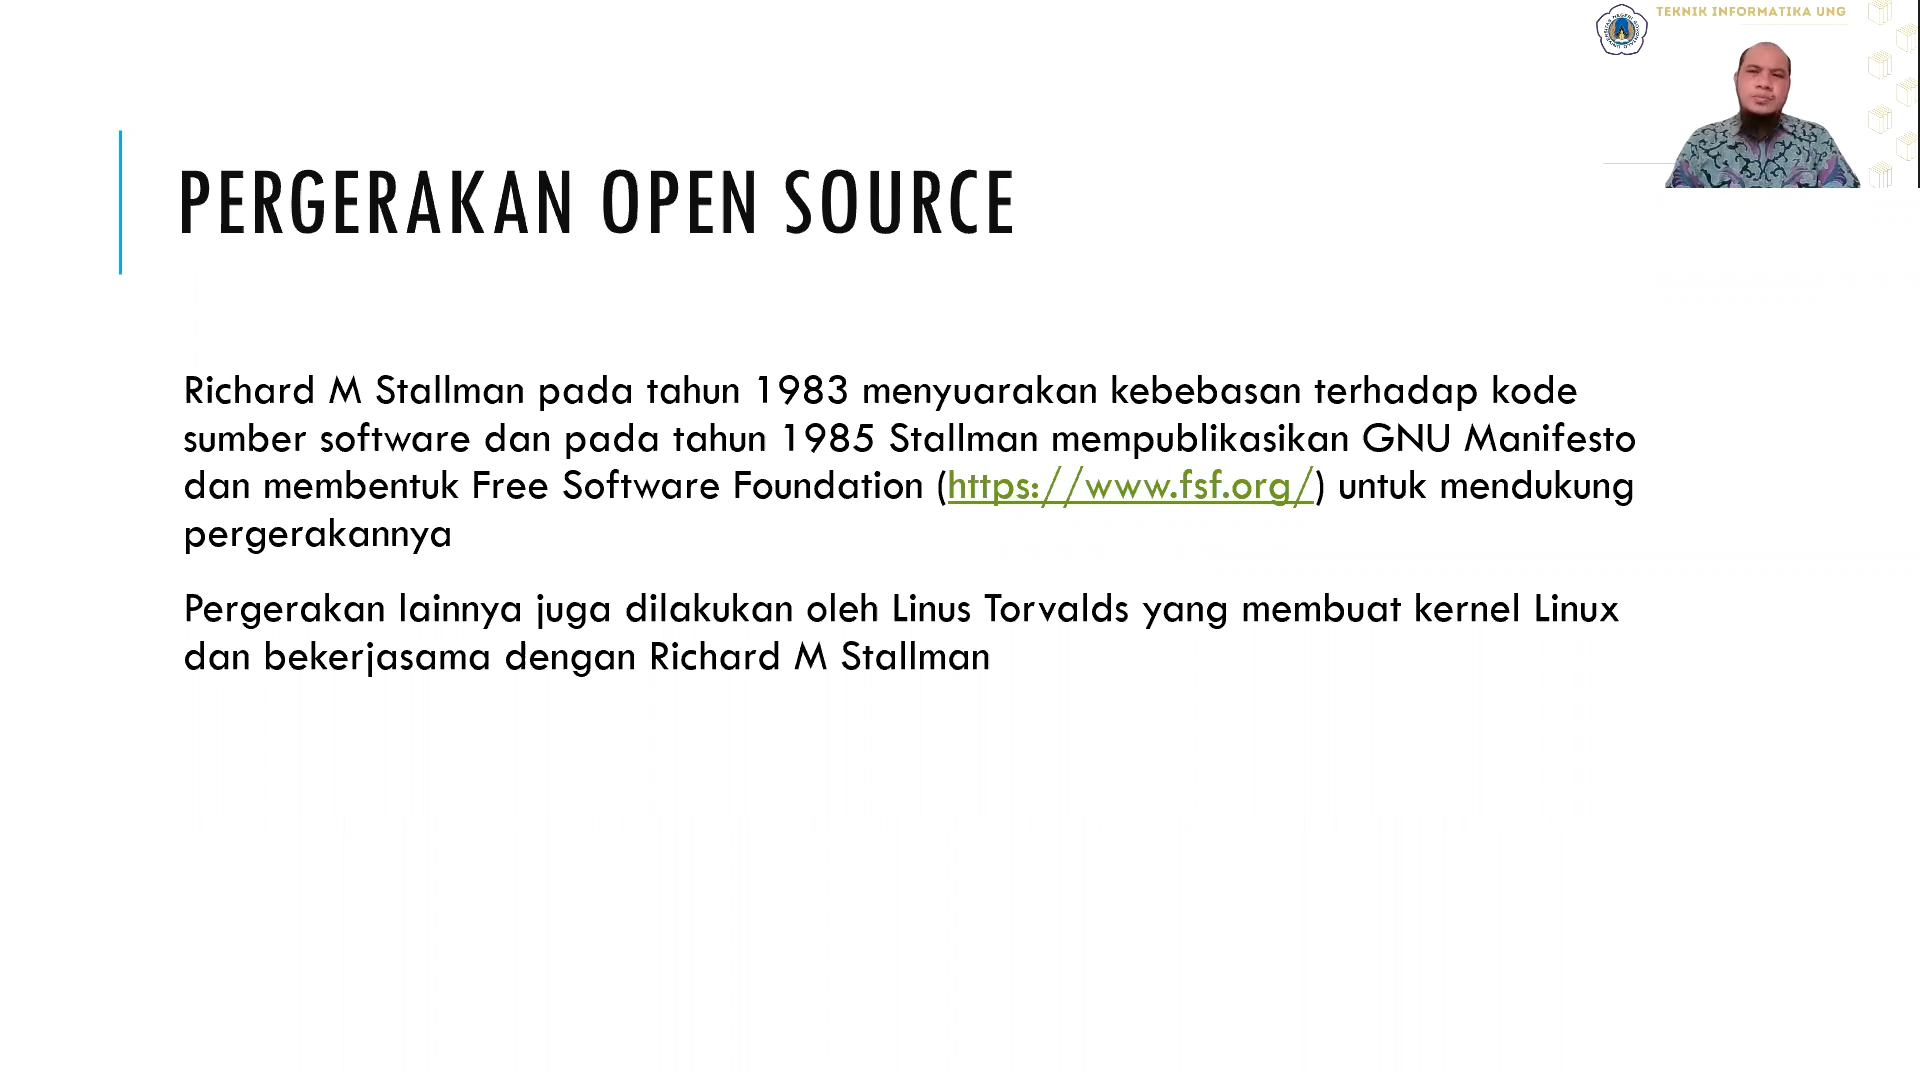 TEKNIK INFORMATIKA UNG
PERGERAKAN OPEN SOURCE
Richard M Stallman pada tahun 1983 menyuarakan kebebasan terhadap kode
sumber software dan pada tahun 1985 Stallman mempublikasikan GNU Manifesto
dan membentuk Free Software Foundation (https://www.fsf.org/) untuk mendukung
pergerakannya
Pergerakan lainnya juga dilakukan oleh Linus Torvalds yang membuat kernel Linux
dan bekerjasama dengan Richard M Stallman